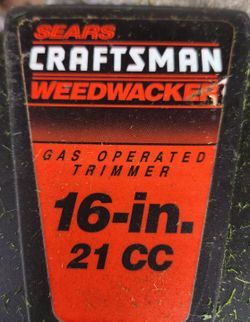 SEARS
CRAFTSMAN
WEEDWACKER
GAS OPERATED
TRIMMER
16-in.
21 CC